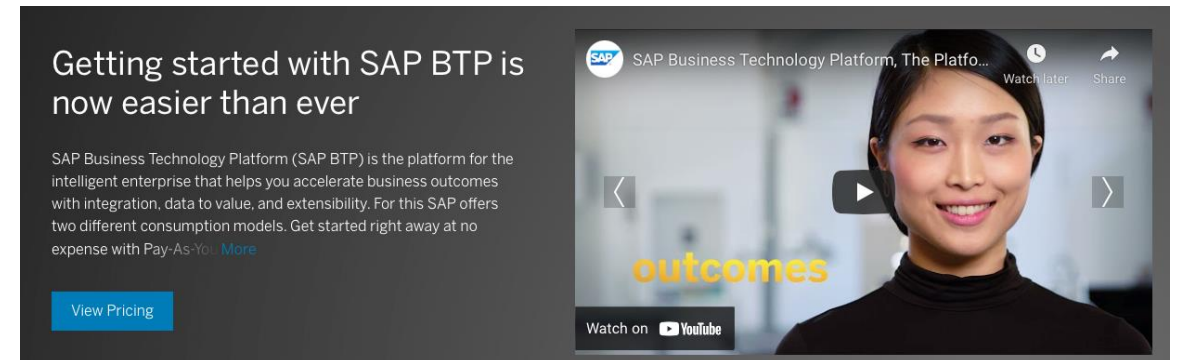 Getting started with SAP BTP is
now easier than ever
SAP Business Technology Platform (SAP BTP) is the platform for the
intelligent enterprise that helps you accelerate business outcomes
with integration, data to value, and extensibility. For this SAP offers
two different consumption models. Get started right away at no
expense with Pay-As-You More
View Pricing
SAP
SAP Business Technology Platform, The Platfo...
Watch later
Share
outcomes
Watch on YouTube